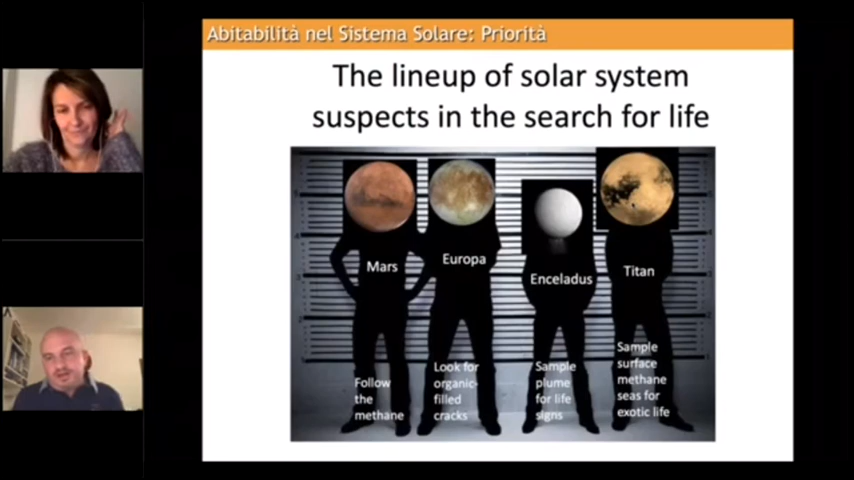 Abitabilità nel Sistema Solare: Priorità
The lineup of solar system
suspects in the search for life
Mars
Europa
Enceladus
Titan
Follow
the
methane
Look for
organic-
filled
cracks
Sample
plume
for life
signs
Sample
surface
methane
seas for
exotic life